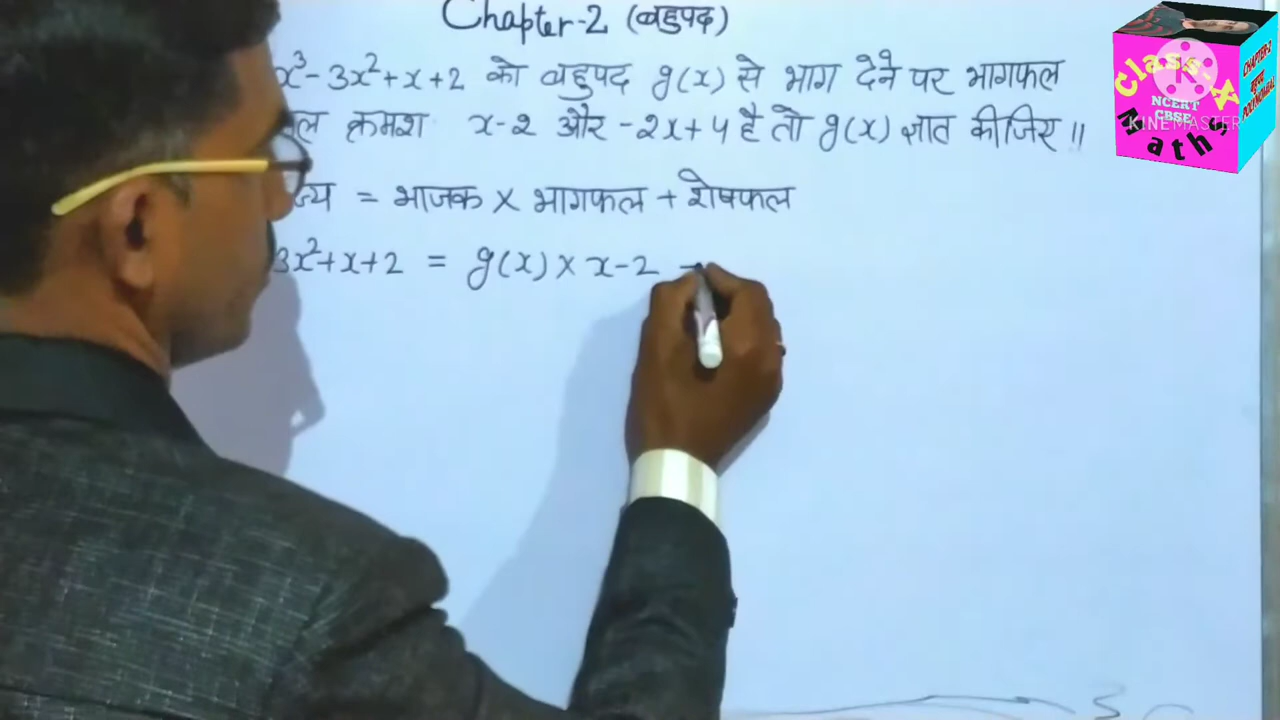 Chapter-2 (बहुपद)
x³-3x²+x+2 को बहुपद g(x) से भाग देने पर भागफल
क्रमश x-2 और -2x+4 है तो g(x) ज्ञात कीजिए ॥
= भाजक × भागफल + शेषफल
3x²+x+2 = g(x) × x-2
Class-X
NCERT
CBSE
Maths
KINEMASTER